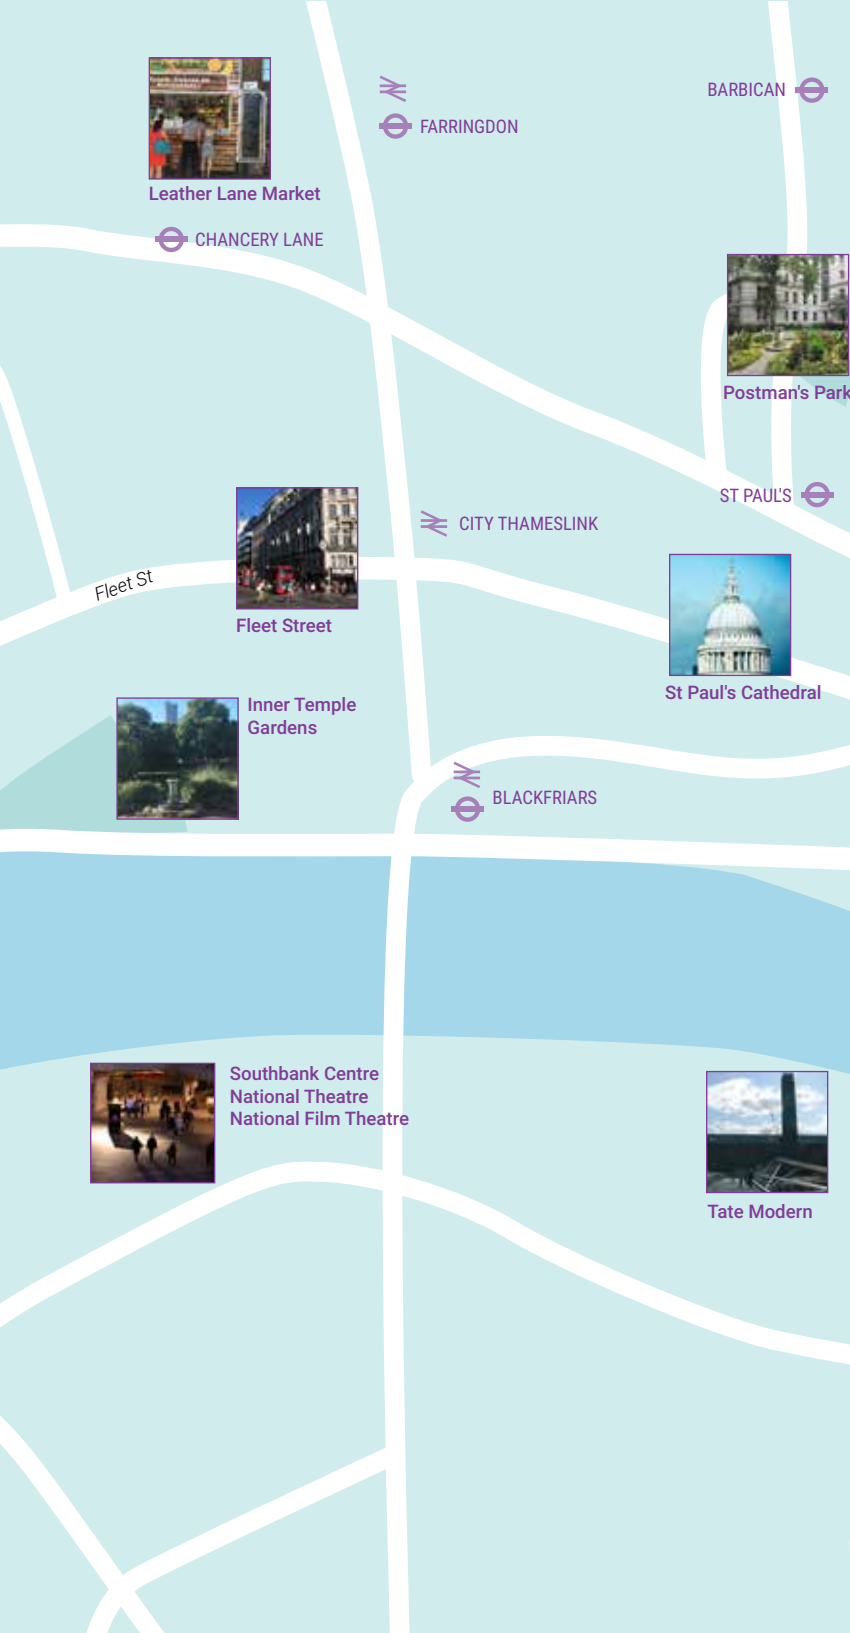 BARBICAN
FARRINGDON
Leather Lane Market
CHANCERY LANE
Postman's Park
ST PAUL'S
CITY THAMESLINK
Fleet St
Fleet Street
St Paul's Cathedral
Inner Temple
Gardens
BLACKFRIARS
Southbank Centre
National Theatre
National Film Theatre
Tate Modern